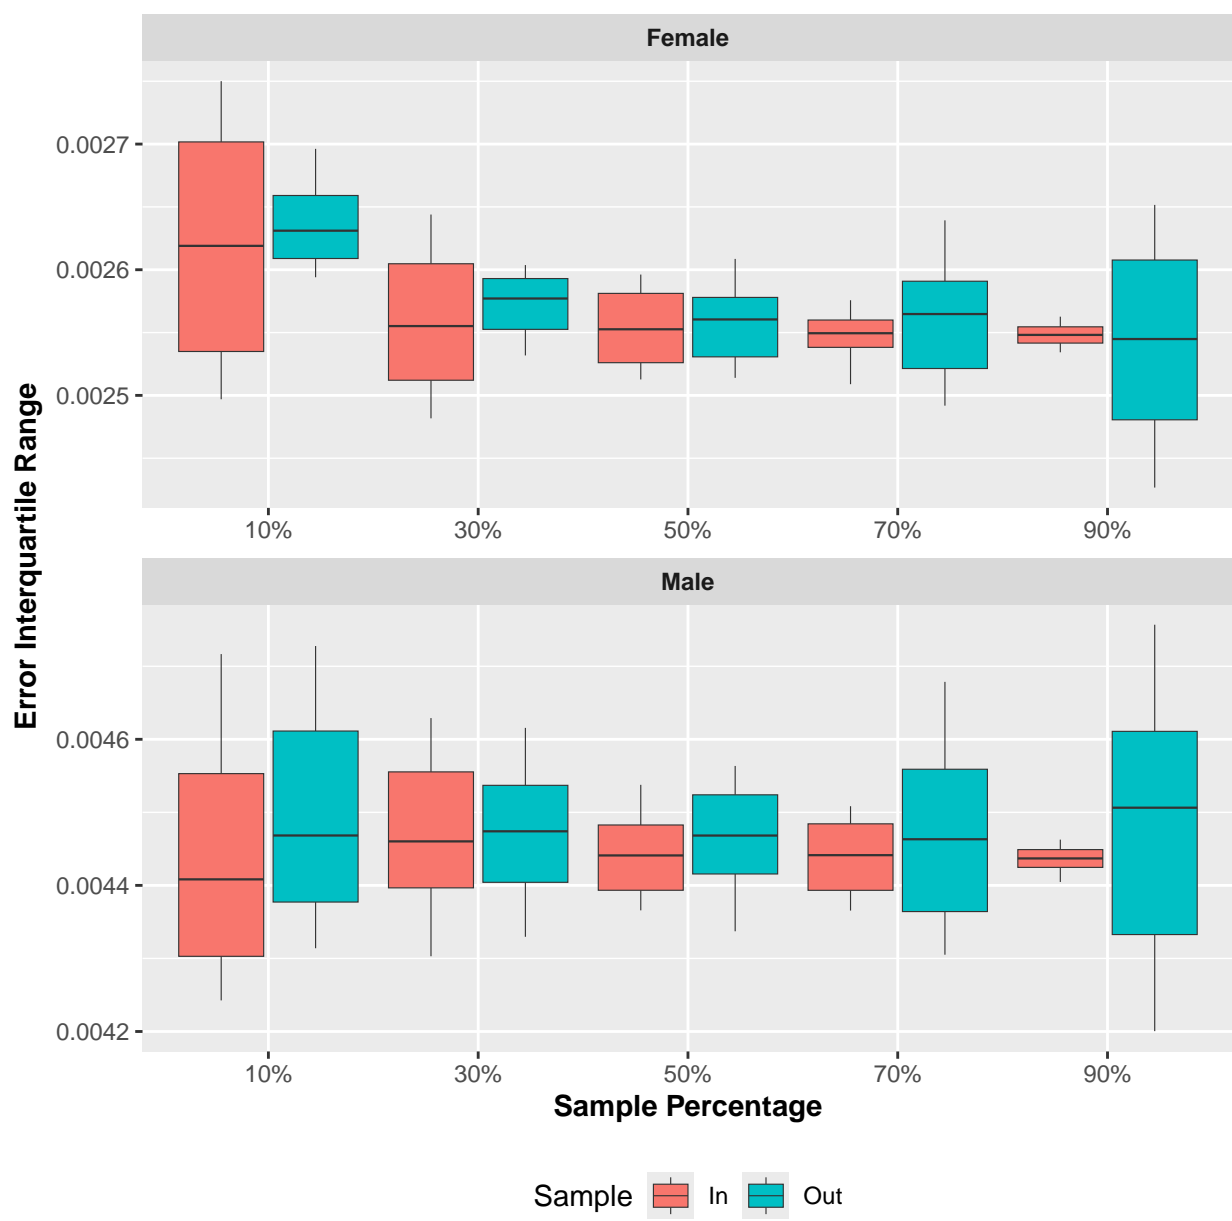 Female
0.0027
0.0026
0.0025
10% 30% 50% 70% 90%
Error Interquartile Range
Male
0.0046
0.0044
0.0042
10% 30% 50% 70% 90%
Sample Percentage
Sample In Out